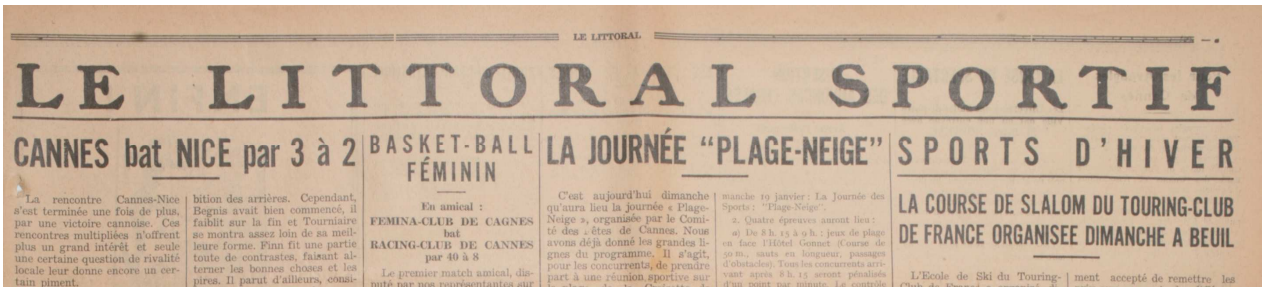 LE LITTORAL
LE LITTORAL SPORTIF
CANNES bat NICE par 3 à 2
La rencontre Cannes-Nice
s'est terminée une fois de plus,
par une victoire cannoise. Ces
rencontres multipliées n'offrent
plus un grand intérêt et seule
une certaine question de rivalité
locale leur donne encore un cer-
tain piment.
bition des arrières. Cependant,
Begnis avait bien commencé, il
faiblit sur la fin et Tourniaire
se montra assez loin de sa meil-
leure forme. Finn fit une partie
toute de contrastes, faisant al-
terner les bonnes choses et les
pires. Il parut d'ailleurs, consi-
BASKET-BALL
FÉMININ
En amical :
FEMINA-CLUB DE CAGNES
bat
RACING-CLUB DE CANNES
par 40 à 8
Le premier match amical, dis-
puté par nos représentantes sur
LA JOURNÉE "PLAGE-NEIGE"
C'est aujourd'hui dimanche
qu'aura lieu la journée « Plage-
Neige », organisée par le Comi-
té des êtes de Cannes. Nous
avons déjà donné les grandes li-
gnes du programme. Il s'agit,
pour les concurrents, de prendre
part à une réunion sportive sur
manche 19 janvier : La Journée des
Sports : "Plage-Neige".
2. Quatre épreuves auront lieu :
a) De 8 h. 15 à 9 h. : jeux de plage
en face l'Hôtel Gonnet (Course de
50 m., sauts en longueur, passages
d'obstacles). Tous les concurrents arri-
vant après 8 h. 15 seront pénalisés
d'un point par minute. Le contrôle
SPORTS D'HIVER
LA COURSE DE SLALOM DU TOURING-CLUB
DE FRANCE ORGANISEE DIMANCHE A BEUIL
L'Ecole de Ski du Touring-
ment accepté de remettre les